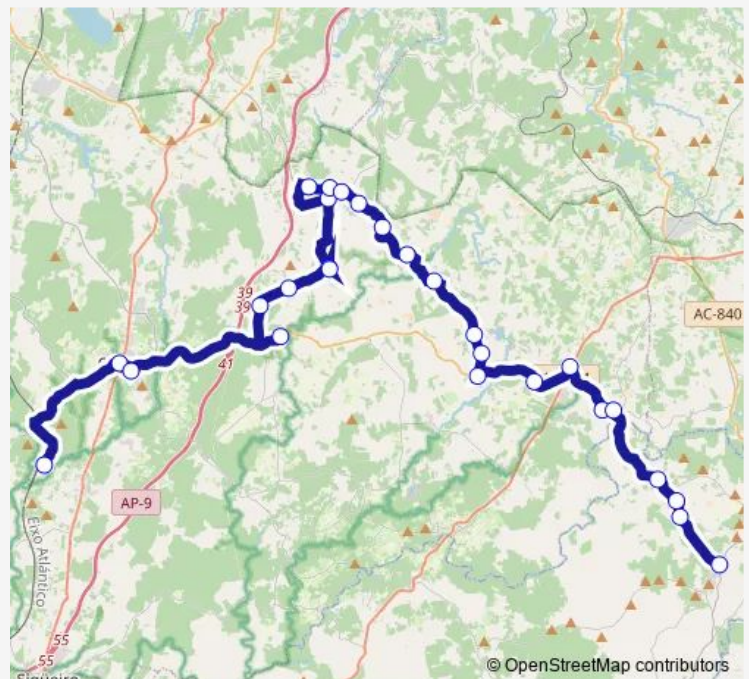 39
39
41
AC-840
AP-9
Eixo Atlántico
55
55
Sigüeiro
© OpenStreetMap contributors